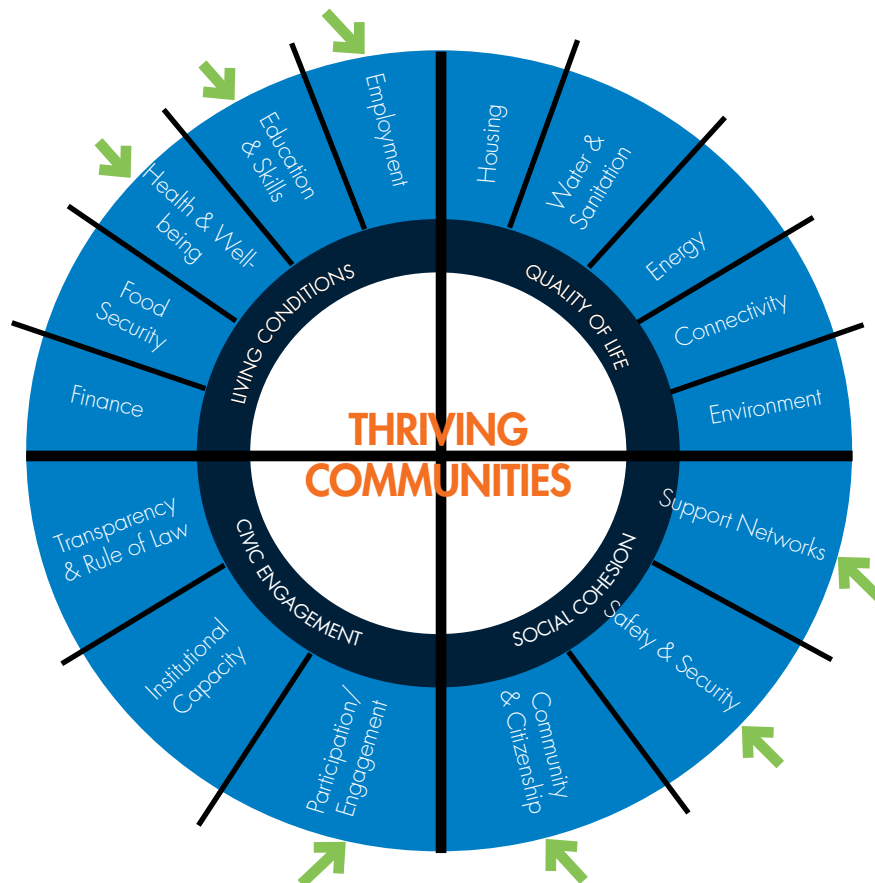 Employment
Housing
Education
& Skills
Water &
Sanitation
Health & Well-
being
Energy
Food
Security
Connectivity
Finance
Environment
LIVING CONDITIONS
QUALITY OF LIFE
THRIVING
COMMUNITIES
CIVIC ENGAGEMENT
SOCIAL COHESION
Transparency
& Rule of Law
Support Networks
Institutional
Capacity
Safety & Security
Participation/
Engagement
Community
& Citizenship